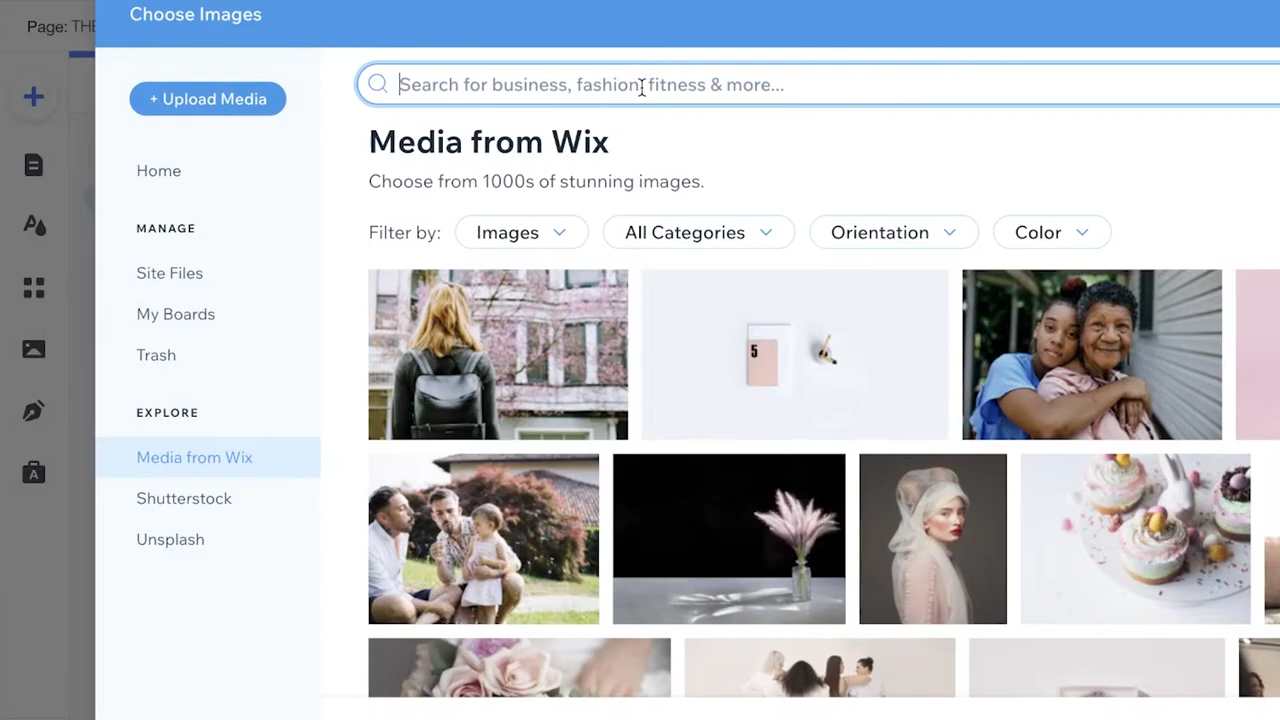 Page: THE
Choose Images
+ Upload Media
Search for business, fashion, fitness & more...
Home
MANAGE
Site Files
My Boards
Trash
EXPLORE
Media from Wix
Shutterstock
Unsplash
Media from Wix
Choose from 1000s of stunning images.
Filter by:
Images
All Categories
Orientation
Color
5
A